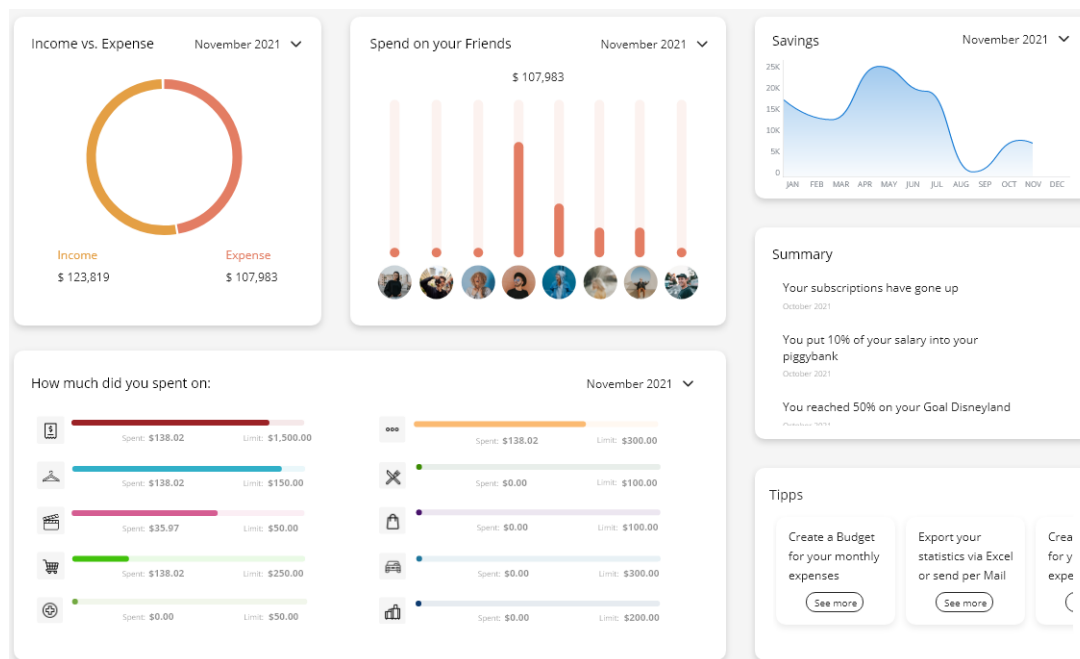 Income vs. Expense
November 2021
Income
Expense
$ 123,819
$ 107,983
Spend on your Friends
November 2021
$ 107,983
Savings
November 2021
25K
20K
15K
10K
5K
0
JAN FEB MAR APR MAY JUN JUL AUG SEP OCT NOV DEC
Summary
Your subscriptions have gone up
October 2021
You put 10% of your salary into your
piggybank
October 2021
You reached 50% on your Goal Disneyland
October 2021
How much did you spent on:
November 2021
Spent: $138.02 Limit: $1,500.00
Spent: $138.02 Limit: $150.00
Spent: $35.97 Limit: $50.00
Spent: $138.02 Limit: $250.00
Spent: $0.00 Limit: $50.00
Spent: $138.02 Limit: $300.00
Spent: $0.00 Limit: $100.00
Spent: $0.00 Limit: $100.00
Spent: $0.00 Limit: $300.00
Spent: $0.00 Limit: $200.00
Tipps
Create a Budget
for your monthly
expenses
See more
Export your
statistics via Excel
or send per Mail
See more
Crea
for y
expe